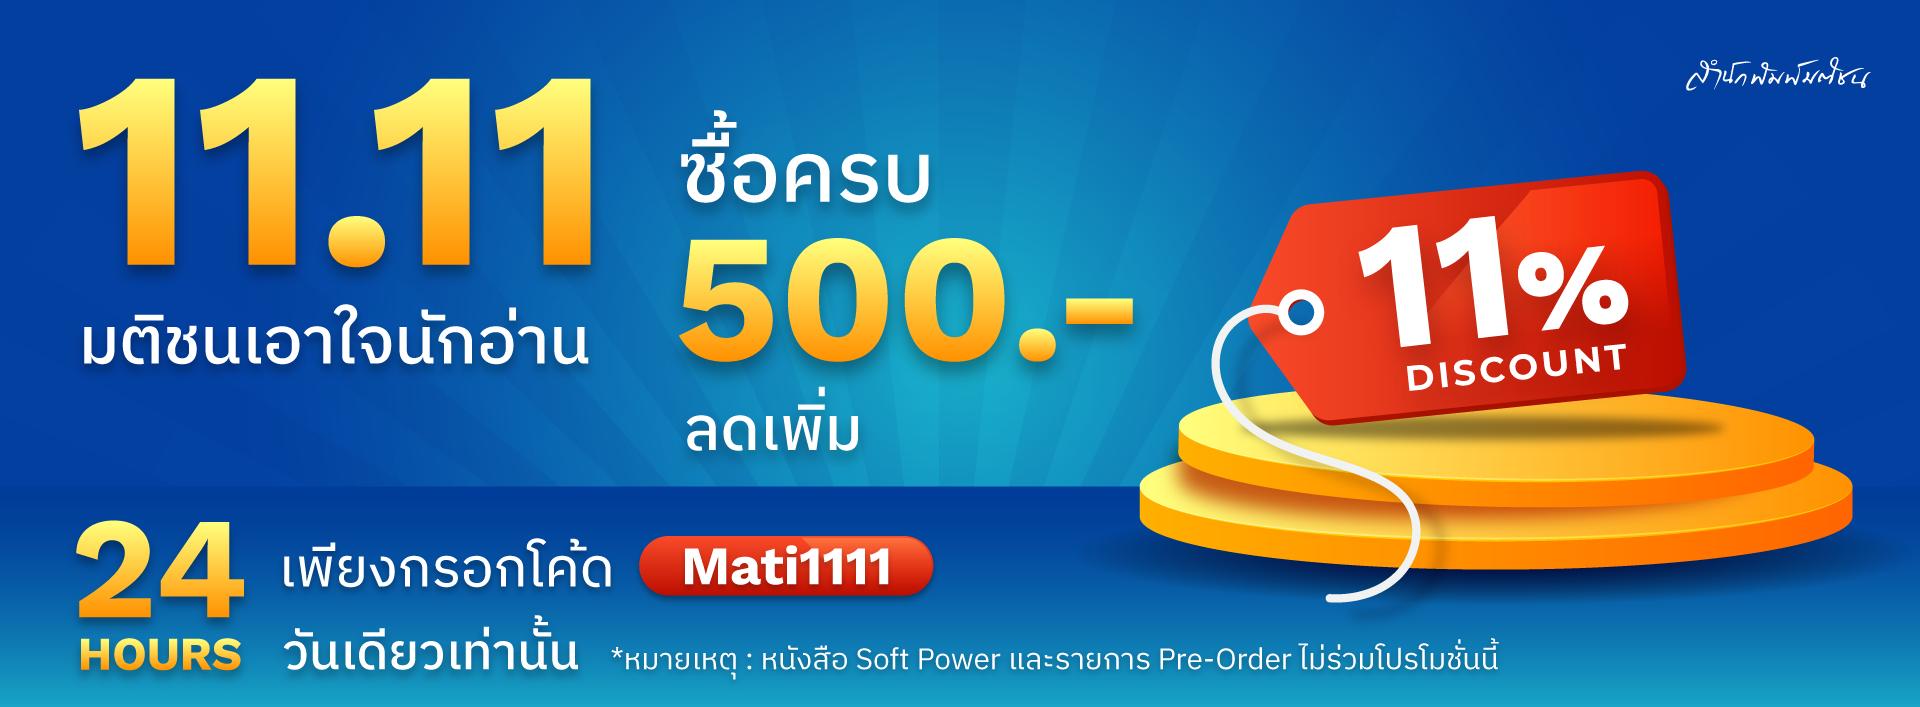 11.11
มติชนเอาใจนักอ่าน
ซื้อครบ
500.-
ลดเพิ่ม
สำนักพิมพ์มติชน
11%
DISCOUNT
24
HOURS
เพียงกรอกโค้ด Mati1111
วันเดียวเท่านั้น
*หมายเหตุ : หนังสือ Soft Power และรายการ Pre-Order ไม่ร่วมโปรโมชั่นนี้